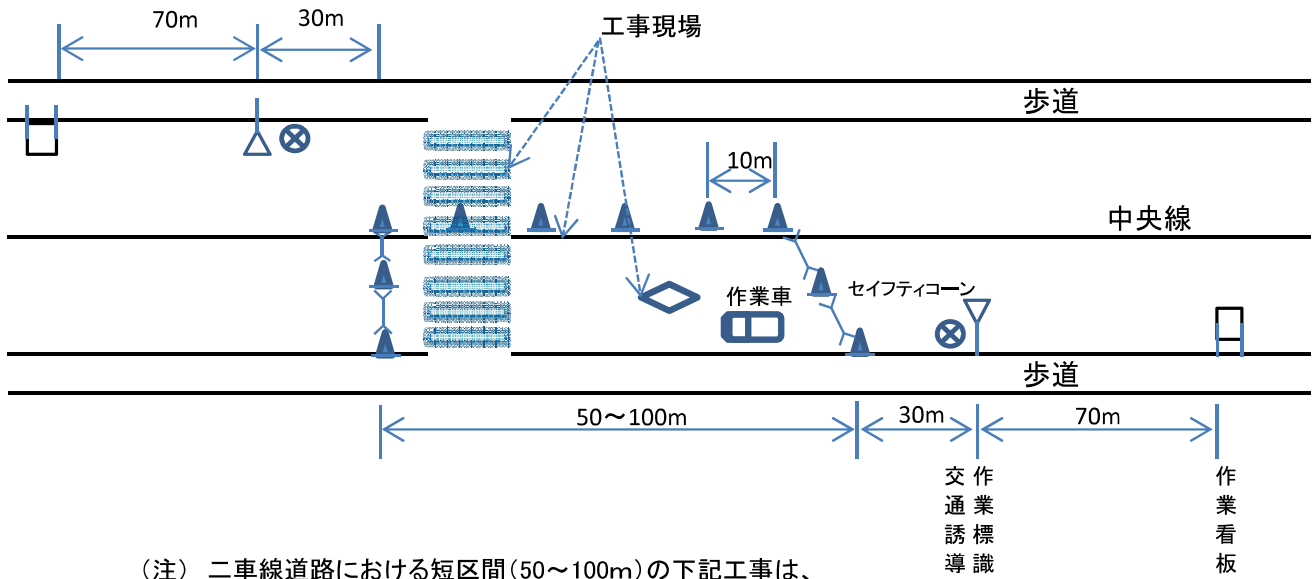 70m
30m
工事現場
歩道
10m
中央線
作業車
セイフティコーン
歩道
50～100m
30m
70m
交通誘導
作業標識
作業看板
（注） 二車線道路における短区間（50～100m）の下記工事は、